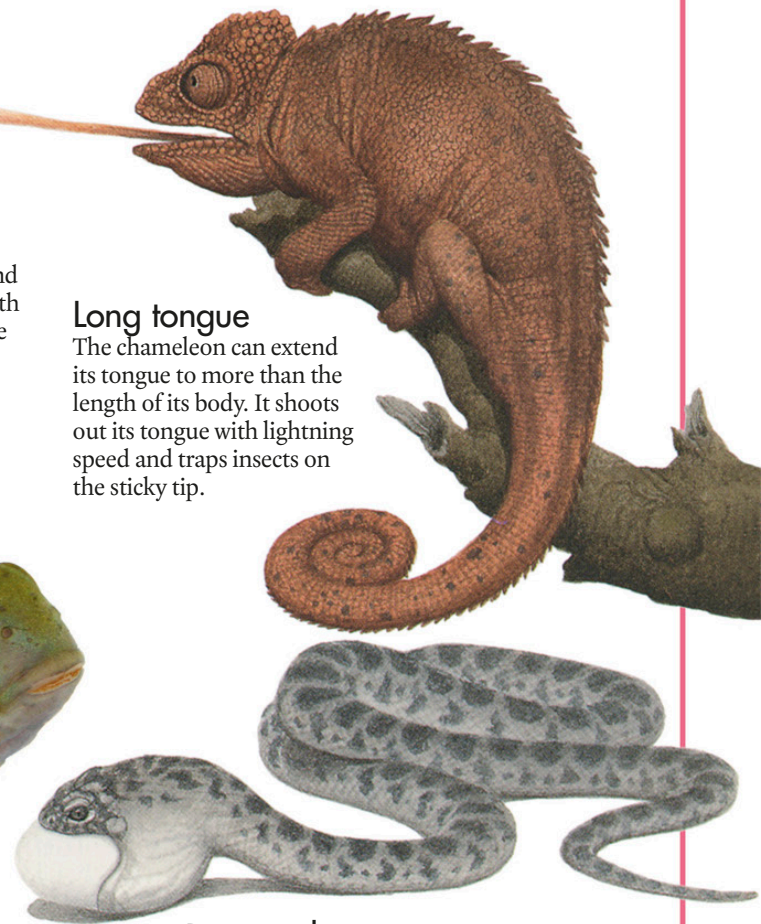 Long tongue
The chameleon can extend
its tongue to more than the
length of its body. It shoots
out its tongue with lightning
speed and traps insects on
the sticky tip.